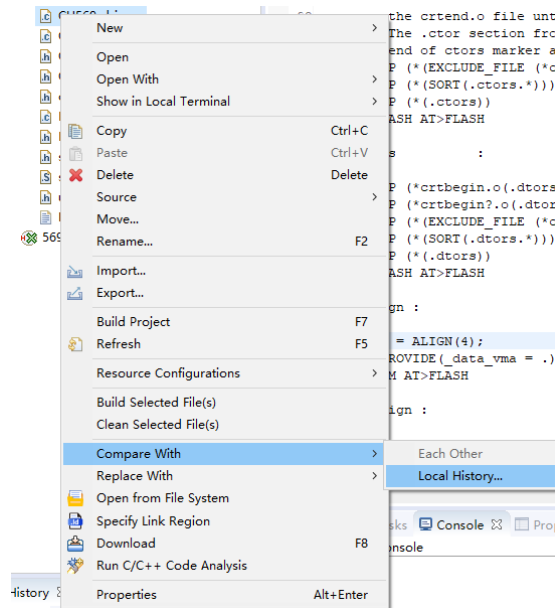 New
Open
Open With
Show in Local Terminal
Copy Ctrl+C
Paste Ctrl+V
Delete Delete
Source
Move...
Rename... F2
Import...
Export...
Build Project F7
Refresh F5
Resource Configurations
Build Selected File(s)
Clean Selected File(s)
Compare With
Replace With
Open from File System
Specify Link Region
Download F8
Run C/C++ Code Analysis
Properties Alt+Enter
Each Other
Local History...
the crtend.o file unt
The .ctor section fro
end of ctors marker a
P (*(EXCLUDE_FILE (*c
P (*(SORT(.ctors.*)))
P (*(.ctors))
ASH AT>FLASH
s :
P (*crtbegin.o(.dtors
P (*crtbegin?.o(.dtor
P (*(EXCLUDE_FILE (*c
P (*(SORT(.dtors.*)))
P (*(.dtors))
ASH AT>FLASH
gn :
= ALIGN(4);
ROVIDE(_data_vma = .)
M AT>FLASH
ign :
sks Console Prop
onsole
569
History